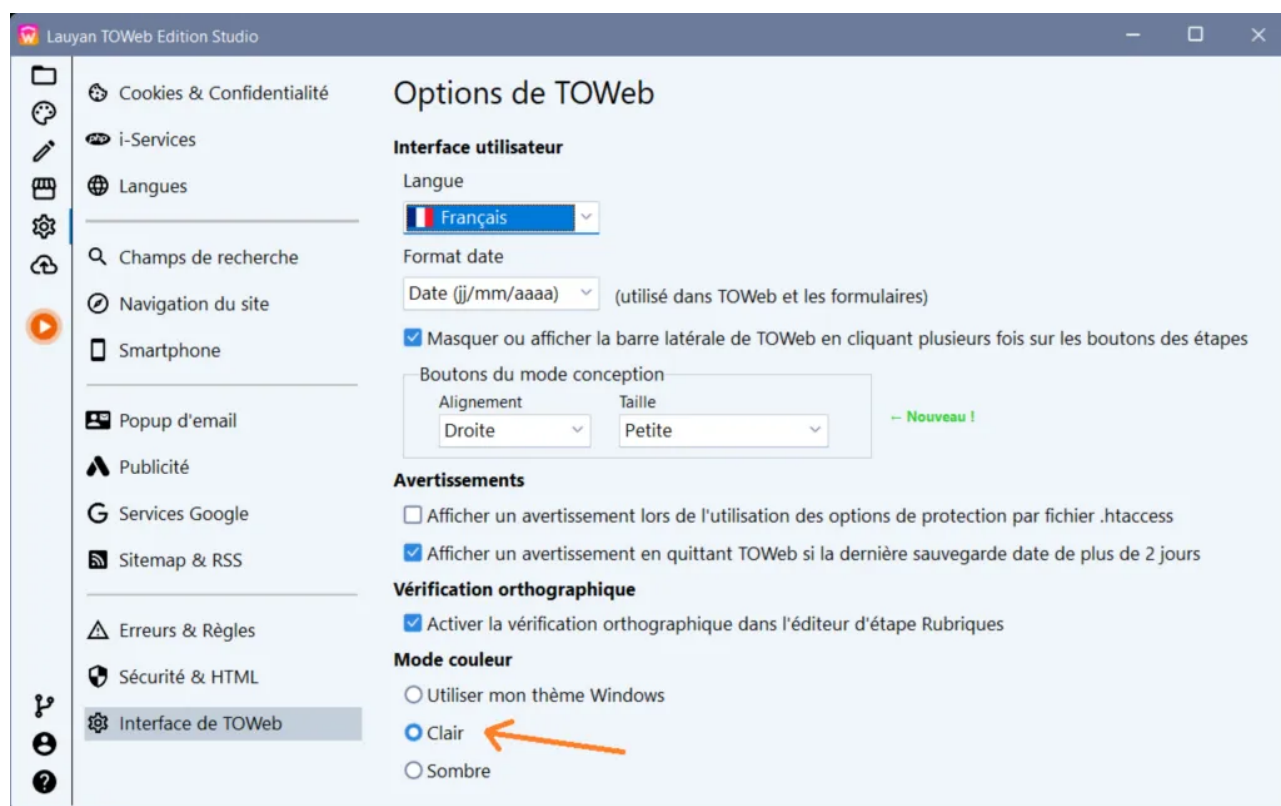 Lauyan TOWeb Edition Studio
Cookies & Confidentialité
php i-Services
Langues
Champs de recherche
Navigation du site
Smartphone
Popup d'email
Publicité
Services Google
Sitemap & RSS
Erreurs & Règles
Sécurité & HTML
Interface de TOWeb
Options de TOWeb
Interface utilisateur
Langue
Français
Format date
Date (jj/mm/aaaa) (utilisé dans TOWeb et les formulaires)
Masquer ou afficher la barre latérale de TOWeb en cliquant plusieurs fois sur les boutons des étapes
Boutons du mode conception
Alignement Taille
Droite Petite
← Nouveau !
Avertissements
Afficher un avertissement lors de l'utilisation des options de protection par fichier .htaccess
Afficher un avertissement en quittant TOWeb si la dernière sauvegarde date de plus de 2 jours
Vérification orthographique
Activer la vérification orthographique dans l'éditeur d'étape Rubriques
Mode couleur
Utiliser mon thème Windows
Clair
Sombre